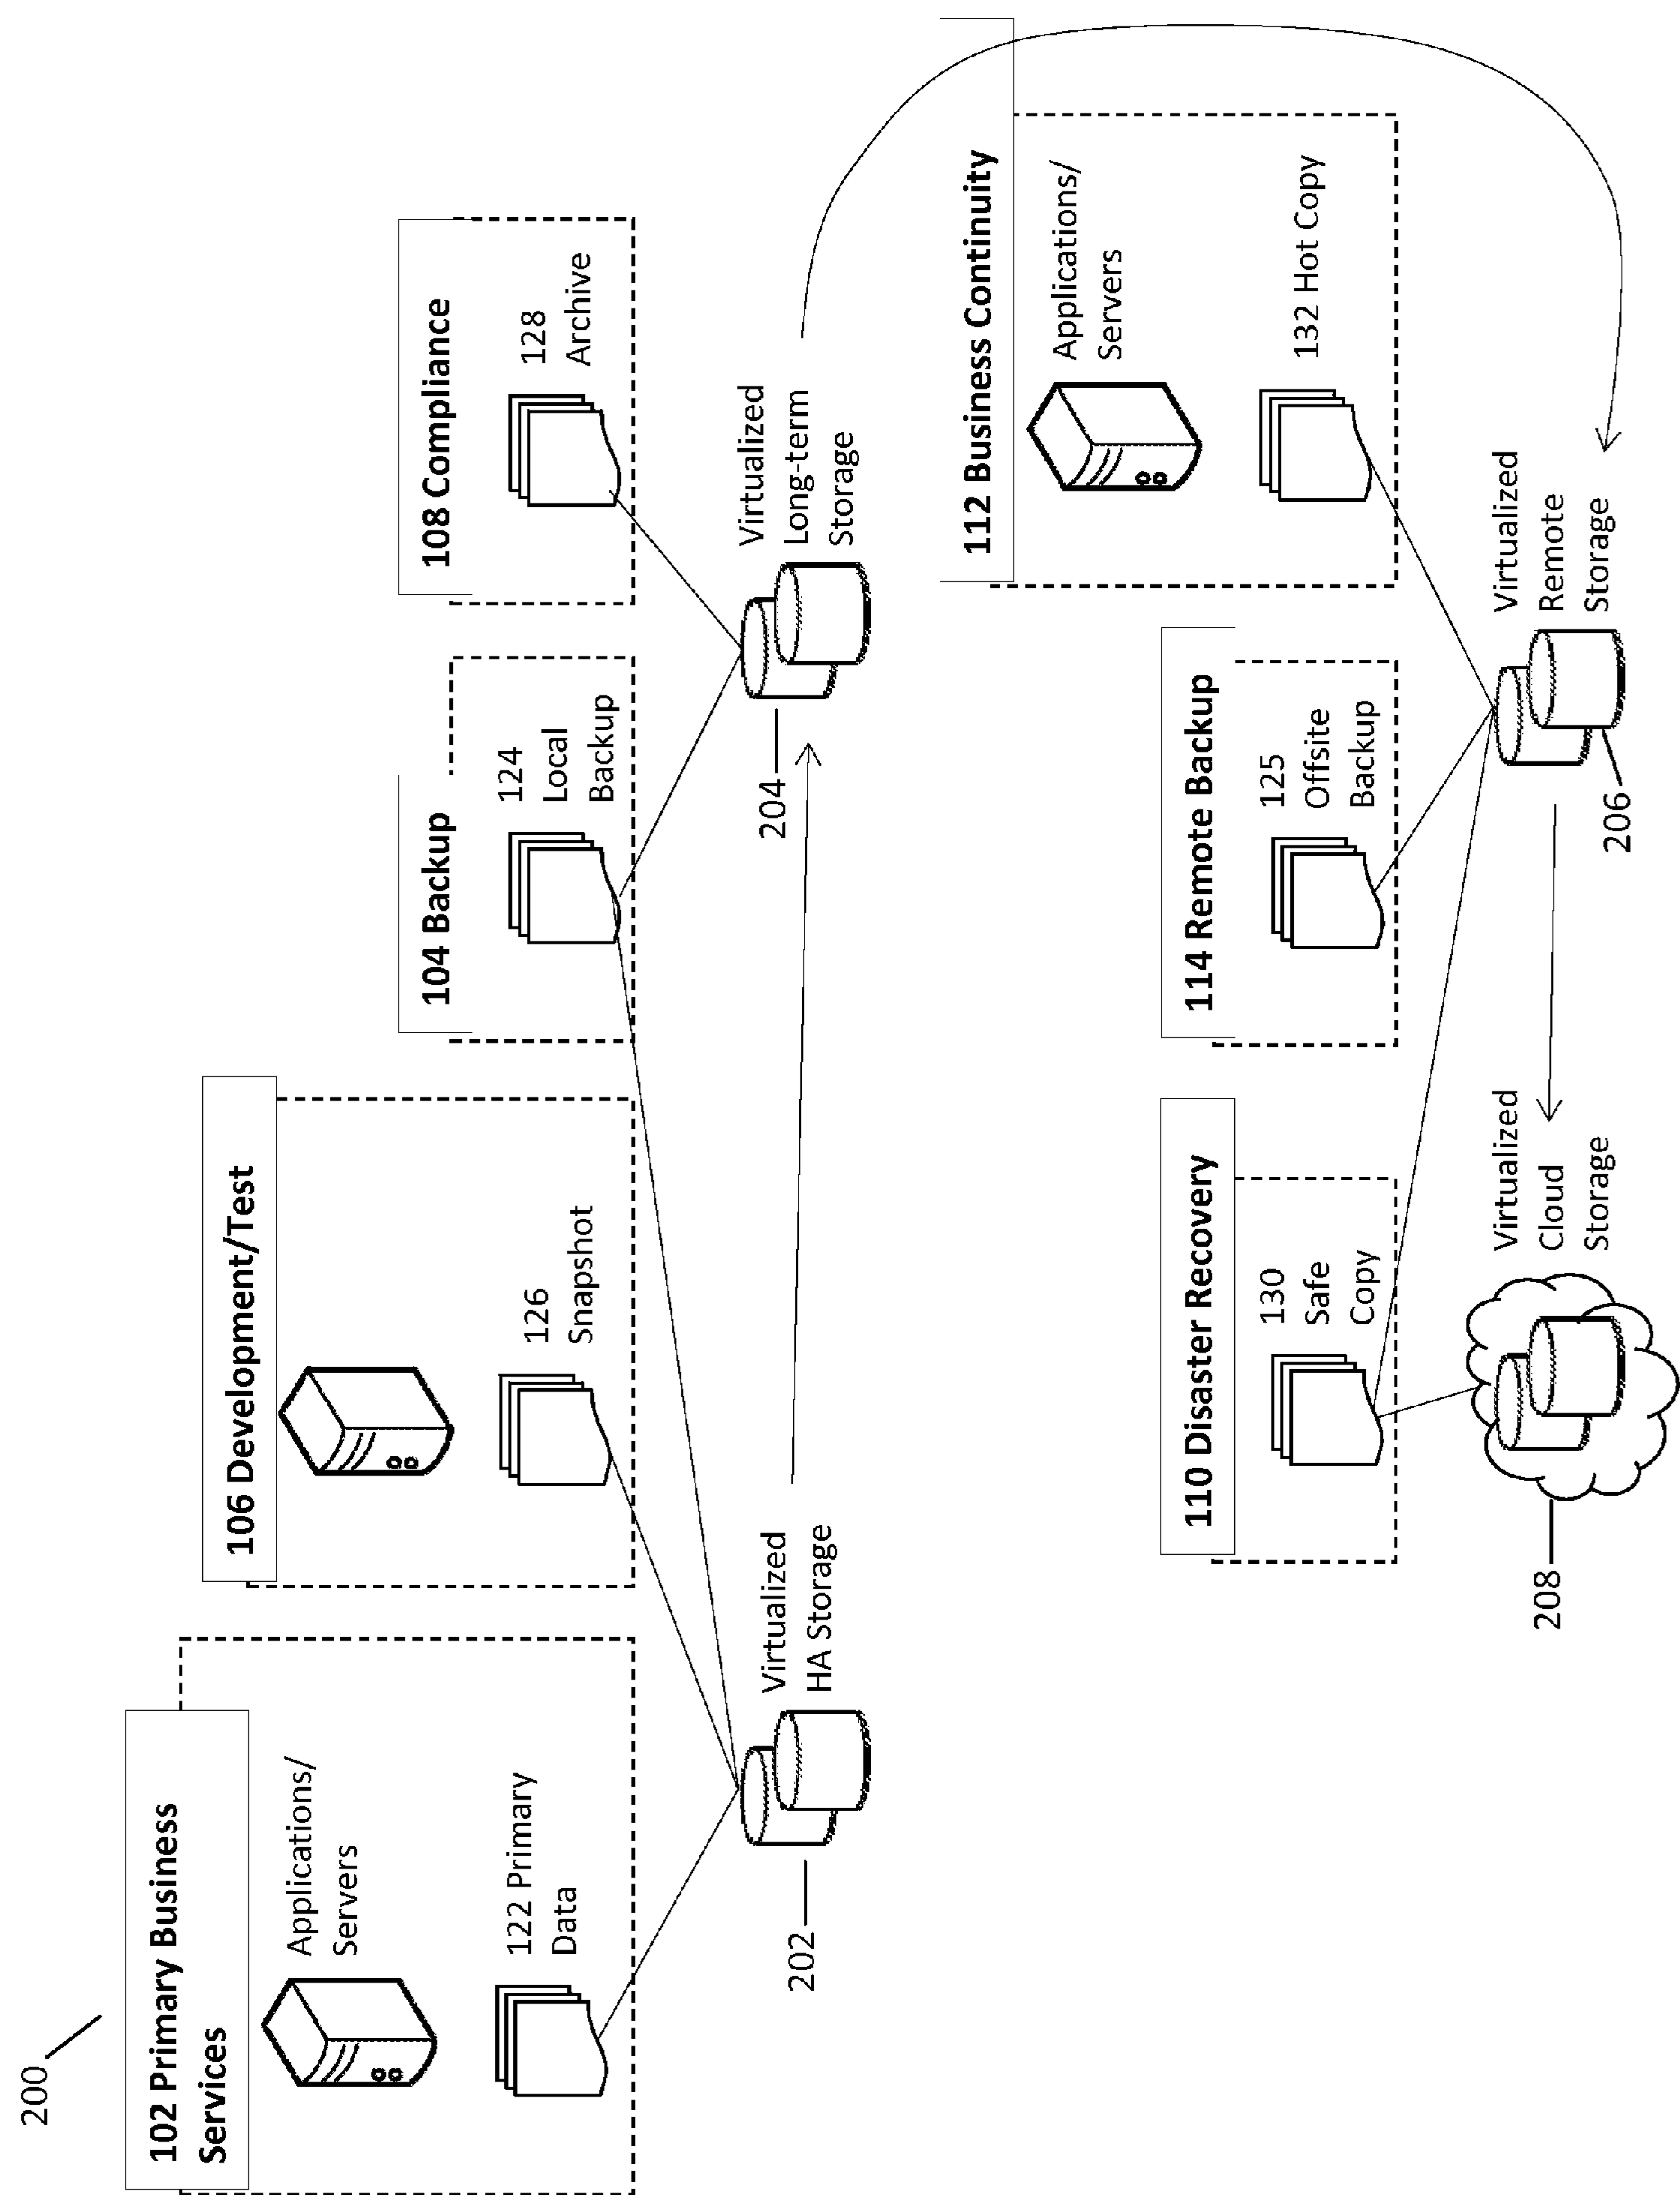 200
102 Primary Business
Services
Applications/
Servers
122 Primary
Data
106 Development/Test
126
Snapshot
104 Backup
124
Local
Backup
108 Compliance
128
Archive
202
Virtualized
HA Storage
204
Virtualized
Long-term
Storage
110 Disaster Recovery
130
Safe
Copy
114 Remote Backup
125
Offsite
Backup
112 Business Continuity
Applications/
Servers
132 Hot Copy
208
Virtualized
Cloud
Storage
206
Virtualized
Remote
Storage